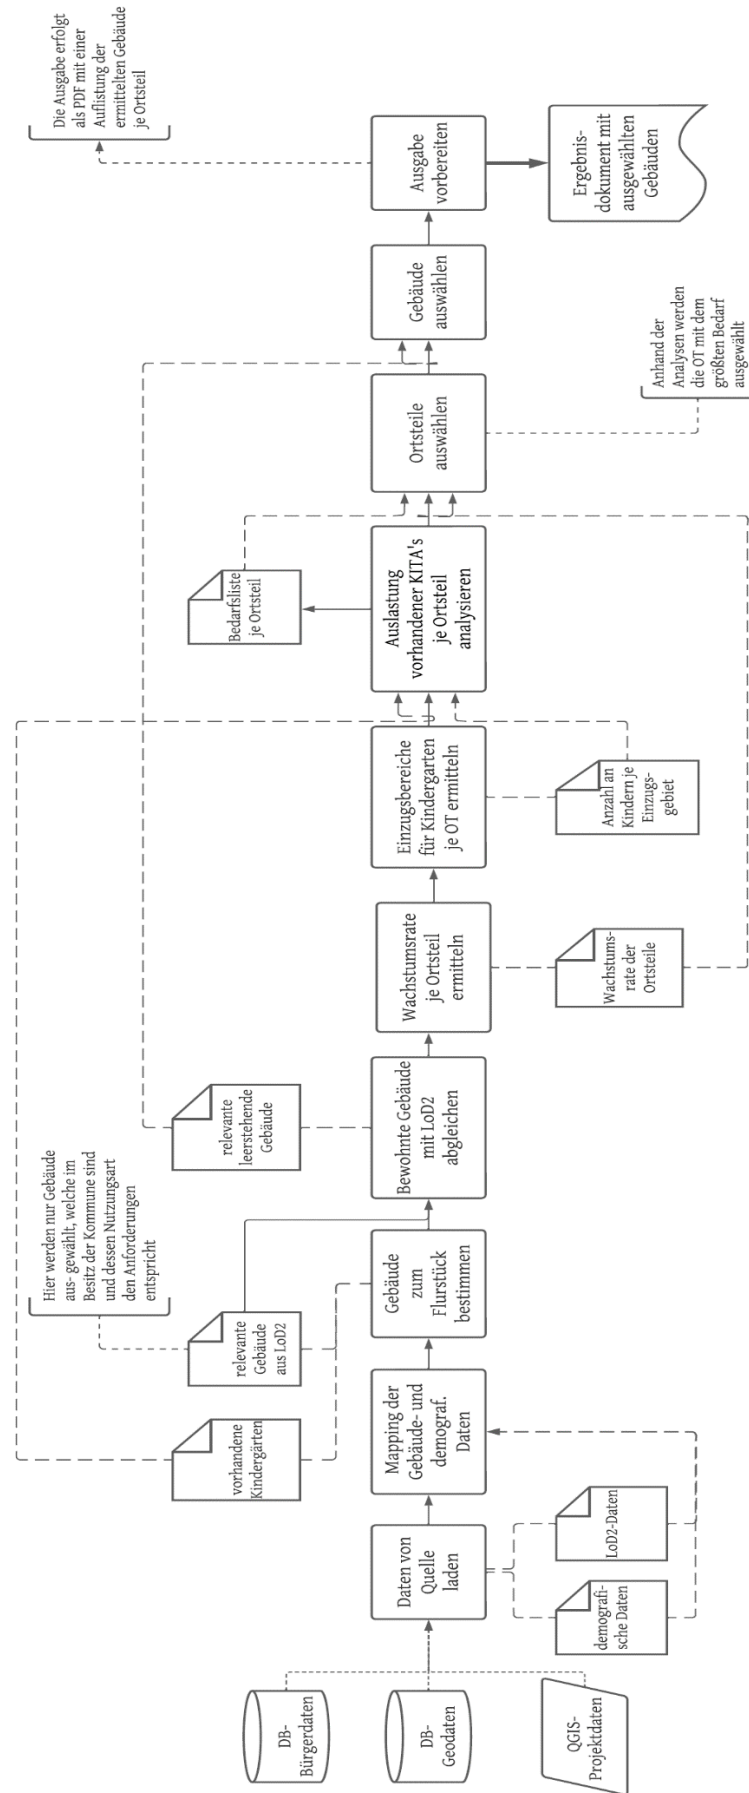 DB-
Bürgerdaten
DB-
Geodaten
QGIS-
Projektdaten
Daten von
Quelle
laden
demografi-
sche Daten
LoD2-Daten
Mapping der
Gebäude- und
demograf.
Daten
vorhandene
Kindergärten
Gebäude
zum
Flurstück
bestimmen
relevante
Gebäude
aus LoD2
Hier werden nur Gebäude
aus- gewählt, welche im
Besitz der Kommune sind
und dessen Nutzungsart
den Anforderungen
entspricht
Bewohnte Gebäude
mit LoD2
abgleichen
relevante
leerstehende
Gebäude
Wachstumsrate
je Ortsteil
ermitteln
Wachstums-
rate der
Ortsteile
Einzugsbereiche
für Kindergarten
je OT ermitteln
Anzahl an
Kindern je
Einzugs-
gebiet
Auslastung
vorhandener KITA's
je Ortsteil
analysieren
Bedarfsliste
je Ortsteil
Ortsteile
auswählen
Anhand der
Analysen werden
die OT mit dem
größten Bedarf
ausgewählt
Gebäude
auswählen
Ausgabe
vorbereiten
Die Ausgabe erfolgt
als PDF mit einer
Auflistung der
ermittelten Gebäude
je Ortsteil
Ergebnis-
dokument mit
ausgewählten
Gebäuden